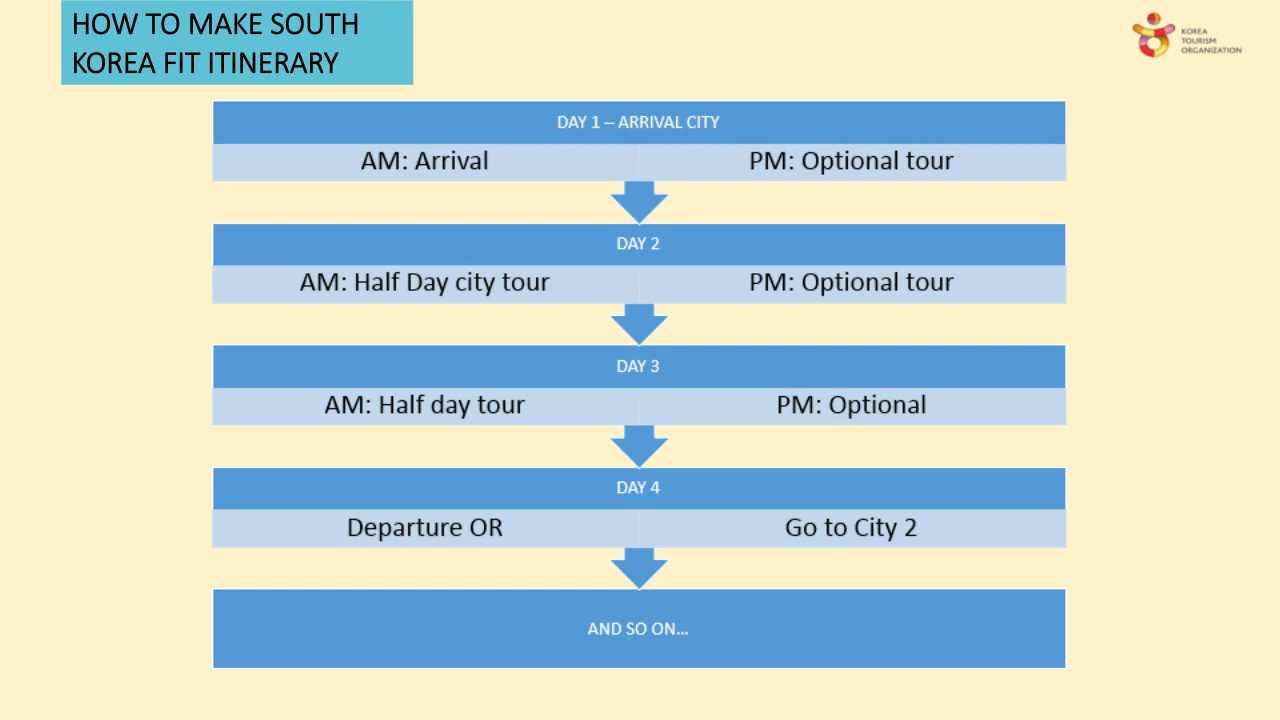 HOW TO MAKE SOUTH
KOREA FIT ITINERARY
KOREA
TOURISM
ORGANIZATION
DAY 1 – ARRIVAL CITY
AM: Arrival
PM: Optional tour
DAY 2
AM: Half Day city tour
PM: Optional tour
DAY 3
AM: Half day tour
PM: Optional
DAY 4
Departure OR
Go to City 2
AND SO ON...